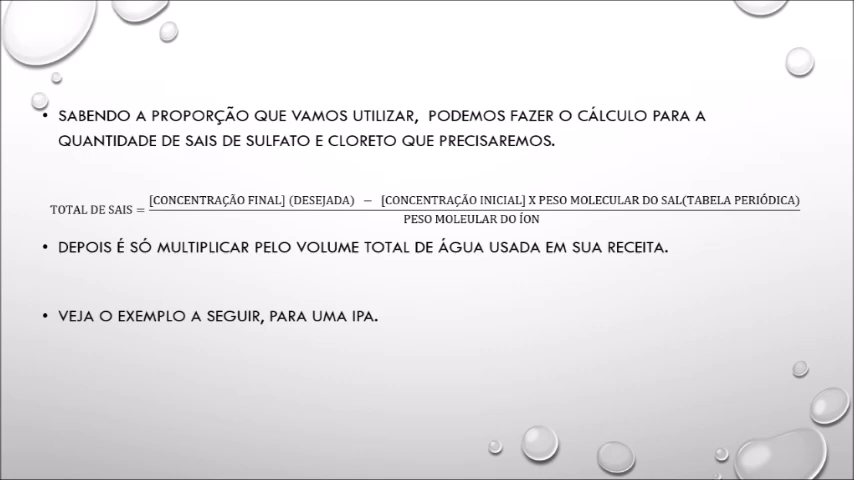 • SABENDO A PROPORÇÃO QUE VAMOS UTILIZAR, PODEMOS FAZER O CÁLCULO PARA A
QUANTIDADE DE SAIS DE SULFATO E CLORETO QUE PRECISAREMOS.
[CONCENTRAÇÃO FINAL] (DESEJADA) − [CONCENTRAÇÃO INICIAL] X PESO MOLECULAR DO SAL(TABELA PERIÓDICA)
TOTAL DE SAIS =
PESO MOLEULAR DO ÍON
• DEPOIS É SÓ MULTIPLICAR PELO VOLUME TOTAL DE ÁGUA USADA EM SUA RECEITA.
• VEJA O EXEMPLO A SEGUIR, PARA UMA IPA.